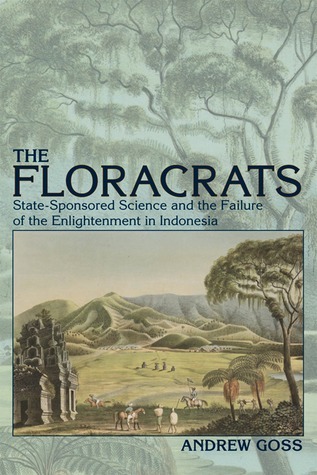 THE
FLORACRATS
State-Sponsored Science and the Failure
of the Enlightenment in Indonesia
ANDREW GOSS